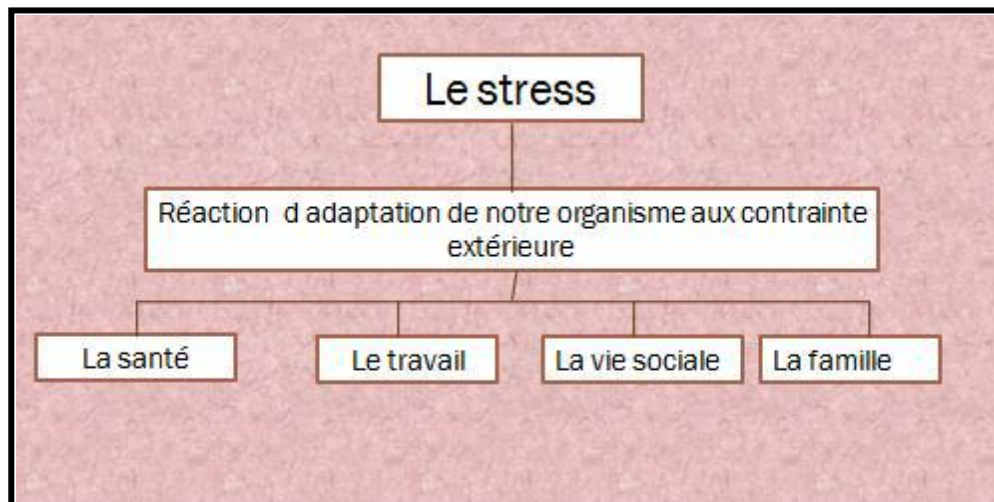 Le stress
Réaction d adaptation de notre organisme aux contrainte
extérieure
La santé
Le travail
La vie sociale
La famille